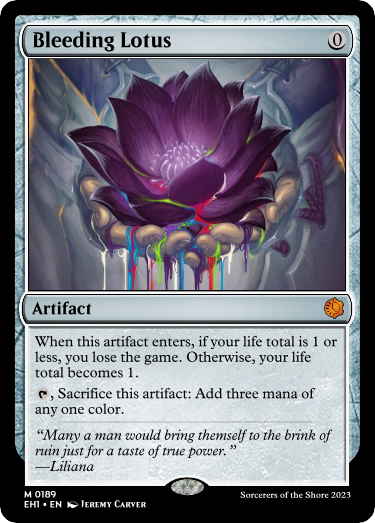 Bleeding Lotus 0
Artifact
When this artifact enters, if your life total is 1 or
less, you lose the game. Otherwise, your life
total becomes 1.
, Sacrifice this artifact: Add three mana of
any one color.
“Many a man would bring themself to the brink of
ruin just for a taste of true power.”
—Liliana
M 0189
EH1 • EN Jeremy Carver
Sorcerers of the Shore 2023